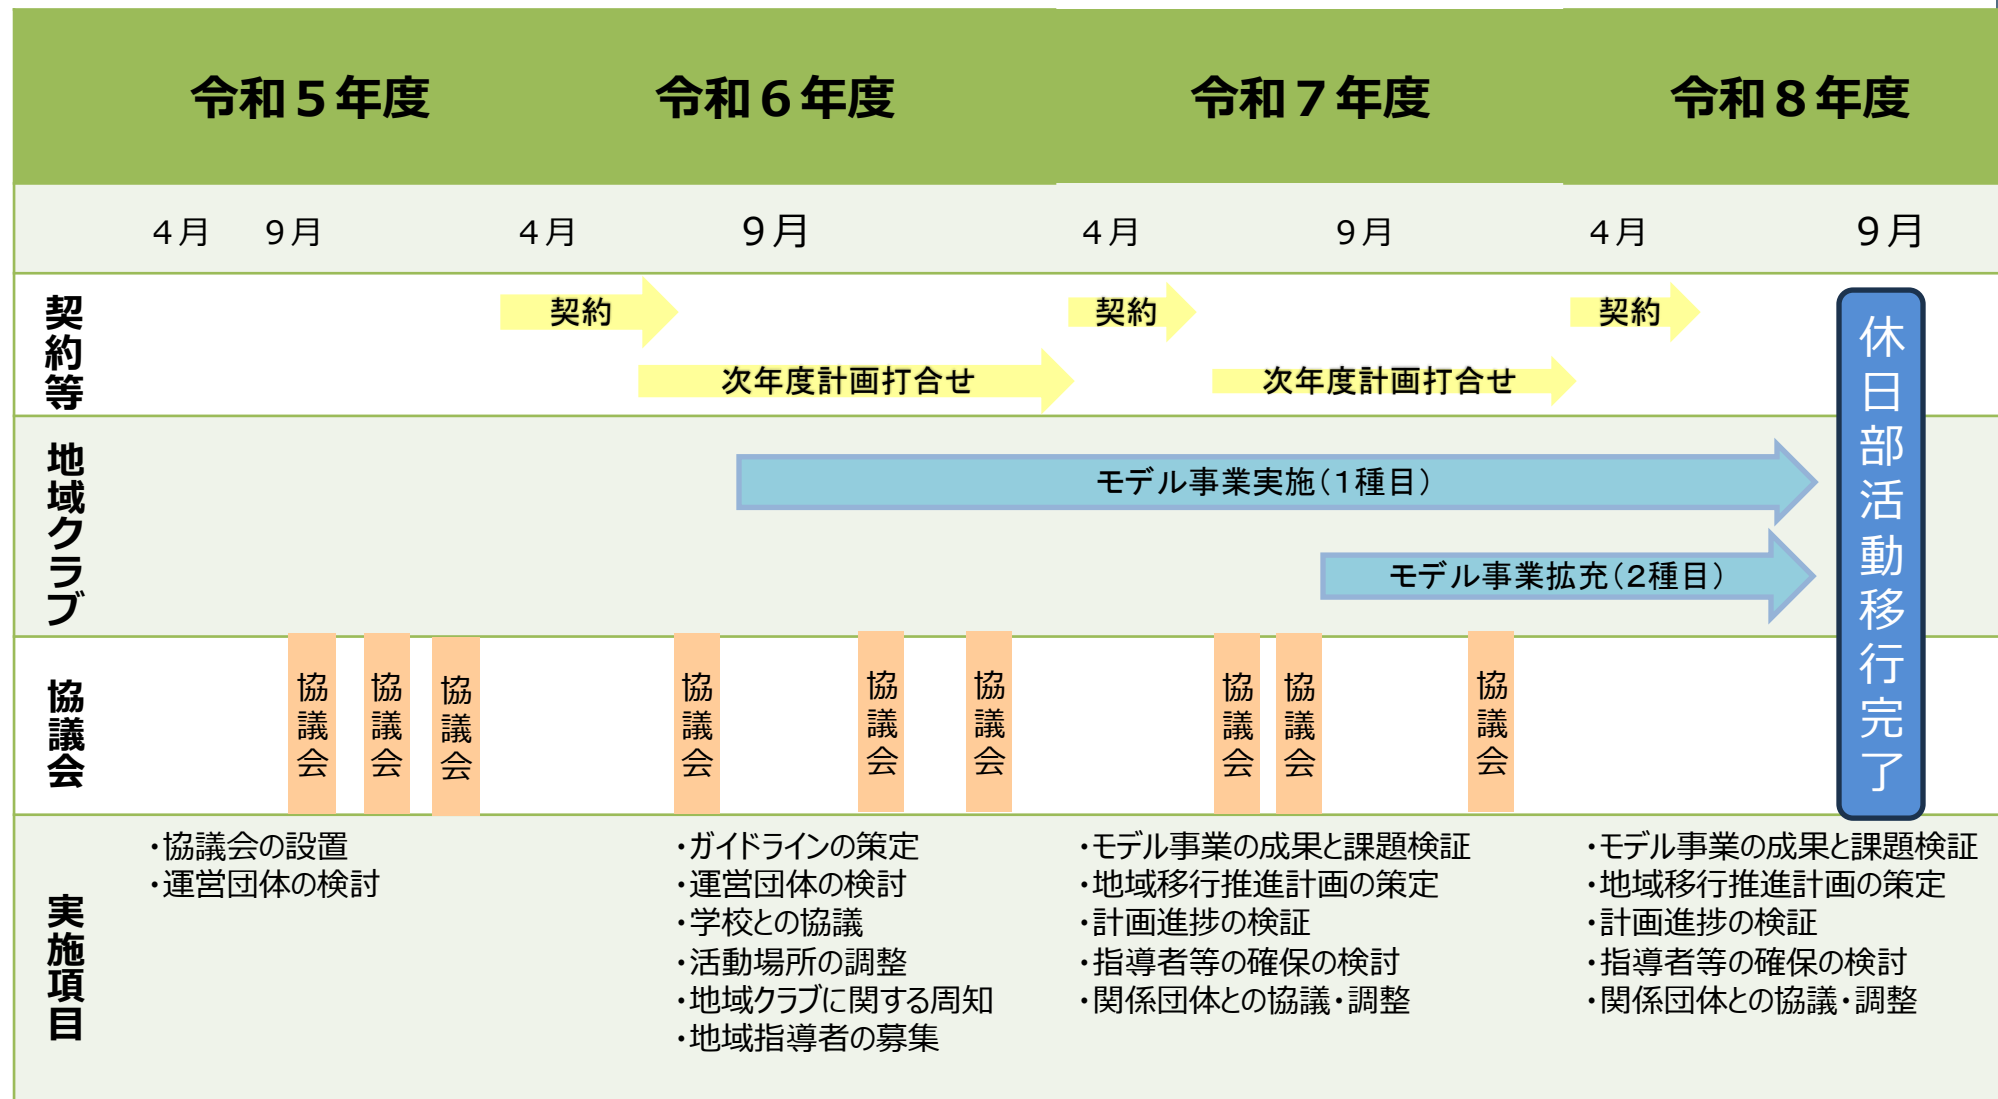 令和５年度
令和６年度
令和７年度
令和８年度
４月
９月
４月
９月
４月
９月
４月
９月
契約等
契約
契約
契約
次年度計画打合せ
次年度計画打合せ
地域クラブ
モデル事業実施（１種目）
モデル事業拡充（２種目）
休日部活動移行完了
協議会
協議会
協議会
協議会
協議会
協議会
協議会
協議会
協議会
協議会
実施項目
・協議会の設置
・運営団体の検討
・ガイドラインの策定
・運営団体の検討
・学校との協議
・活動場所の調整
・地域クラブに関する周知
・地域指導者の募集
・モデル事業の成果と課題検証
・地域移行推進計画の策定
・計画進捗の検証
・指導者等の確保の検討
・関係団体との協議・調整
・モデル事業の成果と課題検証
・地域移行推進計画の策定
・計画進捗の検証
・指導者等の確保の検討
・関係団体との協議・調整